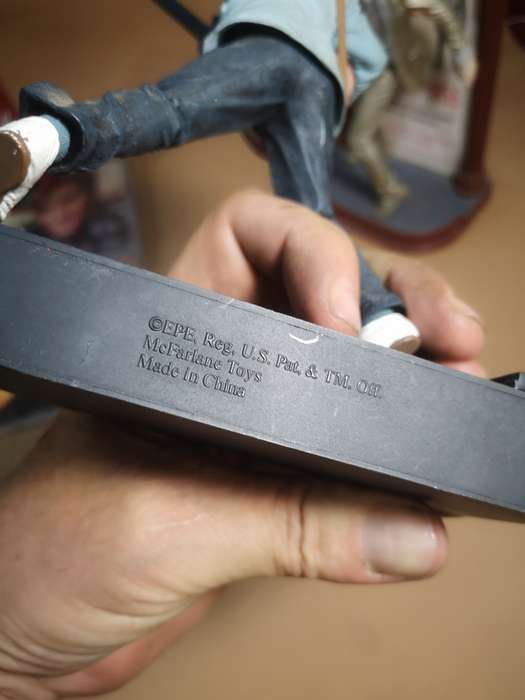 ©EPE, Reg. U.S. Pat. & TM. Off.
McFarlane Toys
Made in China